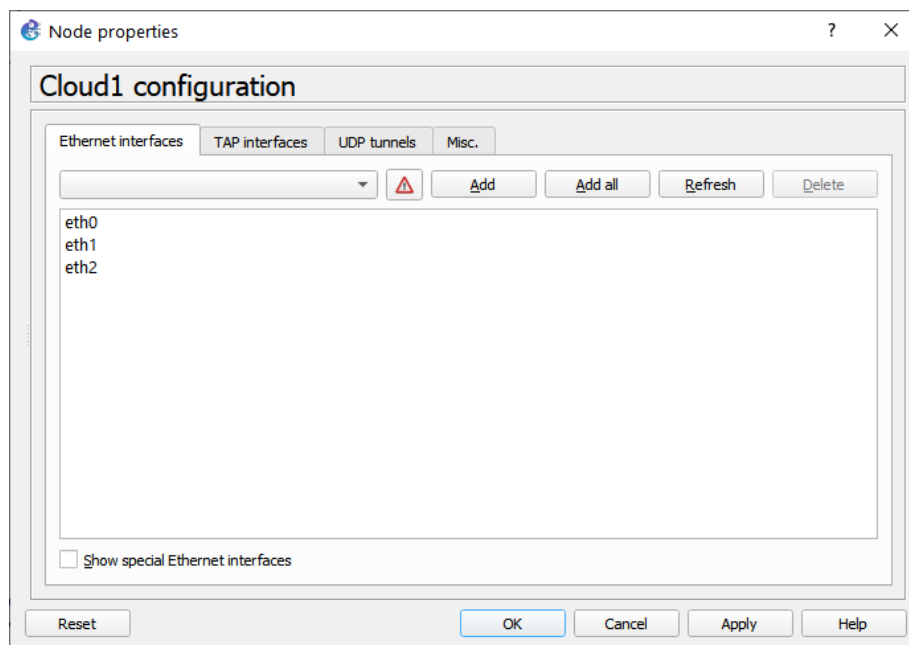 Node properties
?
Cloud1 configuration
Ethernet interfaces TAP interfaces UDP tunnels Misc.
Add Add all Refresh Delete
eth0
eth1
eth2
Show special Ethernet interfaces
Reset OK Cancel Apply Help